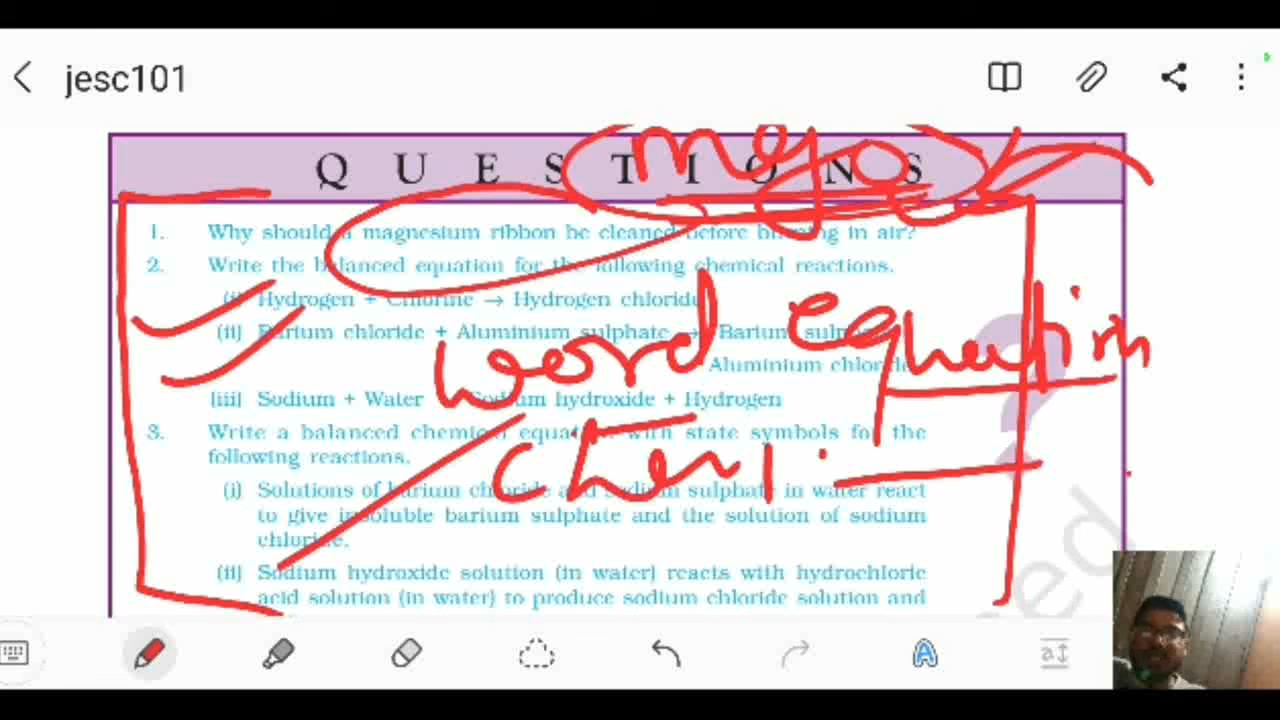 jesc101
QUESTIONS
MgO
1. Why should a magnesium ribbon be cleaned before burning in air?
2. Write the balanced equation for the following chemical reactions.
(i) Hydrogen + Chlorine → Hydrogen chloride
(ii) Barium chloride + Aluminium sulphate → Barium sulphate
word equation
Aluminium chloride
(iii) Sodium + Water Sodium hydroxide + Hydrogen
3. Write a balanced chemical equation with state symbols for the
following reactions.
(i) Solutions of barium chloride and sodium sulphate in water react
to give insoluble barium sulphate and the solution of sodium
chloride.
(ii) Sodium hydroxide solution (in water) reacts with hydrochloric
acid solution (in water) to produce sodium chloride solution and